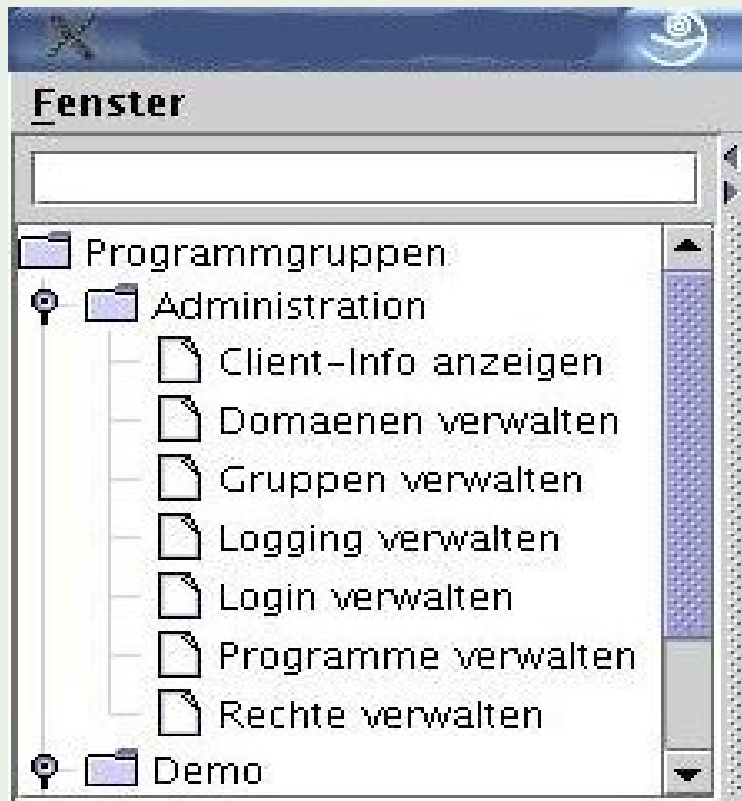 Fenster
Programmgruppen
Administration
Client-Info anzeigen
Domaenen verwalten
Gruppen verwalten
Logging verwalten
Login verwalten
Programme verwalten
Rechte verwalten
Demo